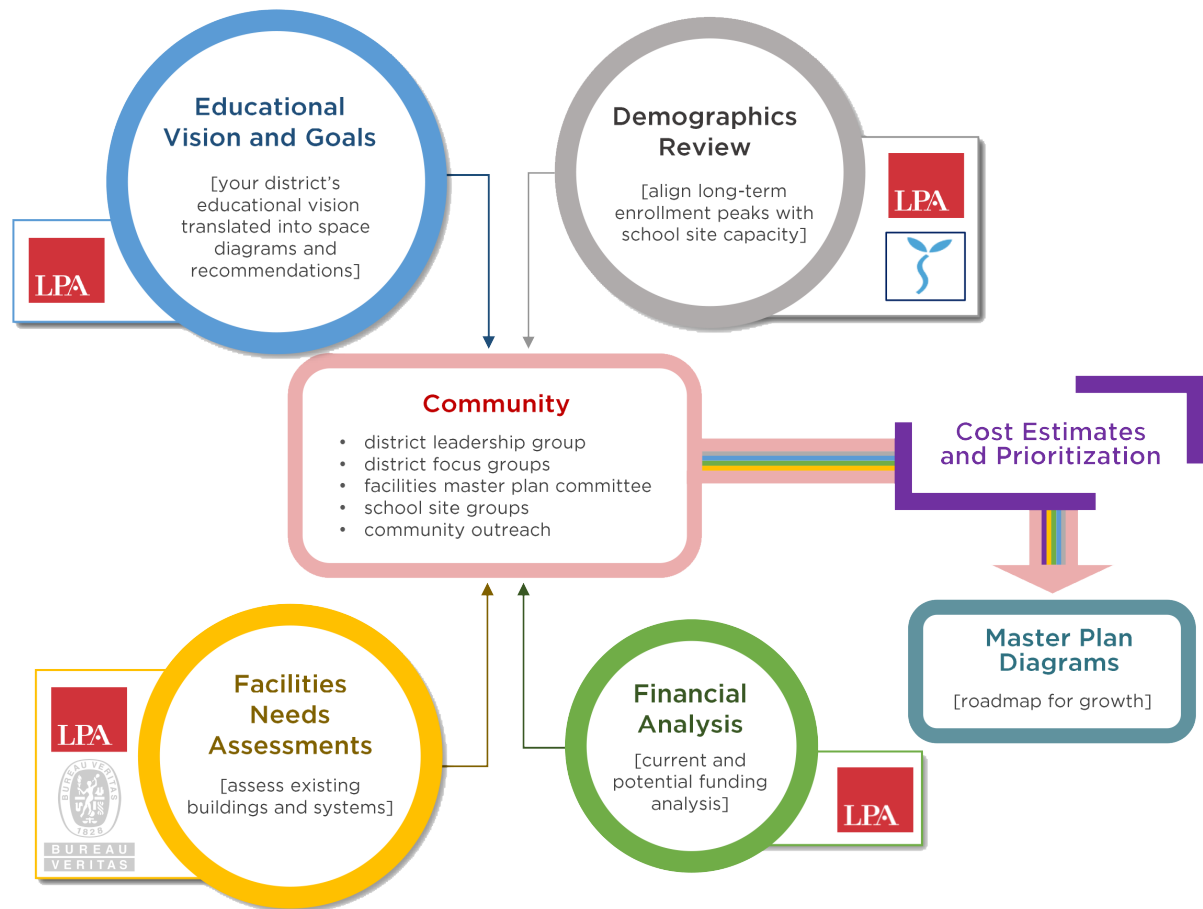 Educational
Vision and Goals
[your district's
educational vision
translated into space
diagrams and
recommendations]
LPA
Demographics
Review
[align long-term
enrollment peaks with
school site capacity]
LPA
Community
• district leadership group
• district focus groups
• facilities master plan committee
• school site groups
• community outreach
Cost Estimates
and Prioritization
Master Plan
Diagrams
[roadmap for growth]
Facilities
Needs
Assessments
[assess existing
buildings and systems]
LPA
BUREAU VERITAS
1828
BUREAU
VERITAS
Financial
Analysis
[current and
potential funding
analysis]
LPA